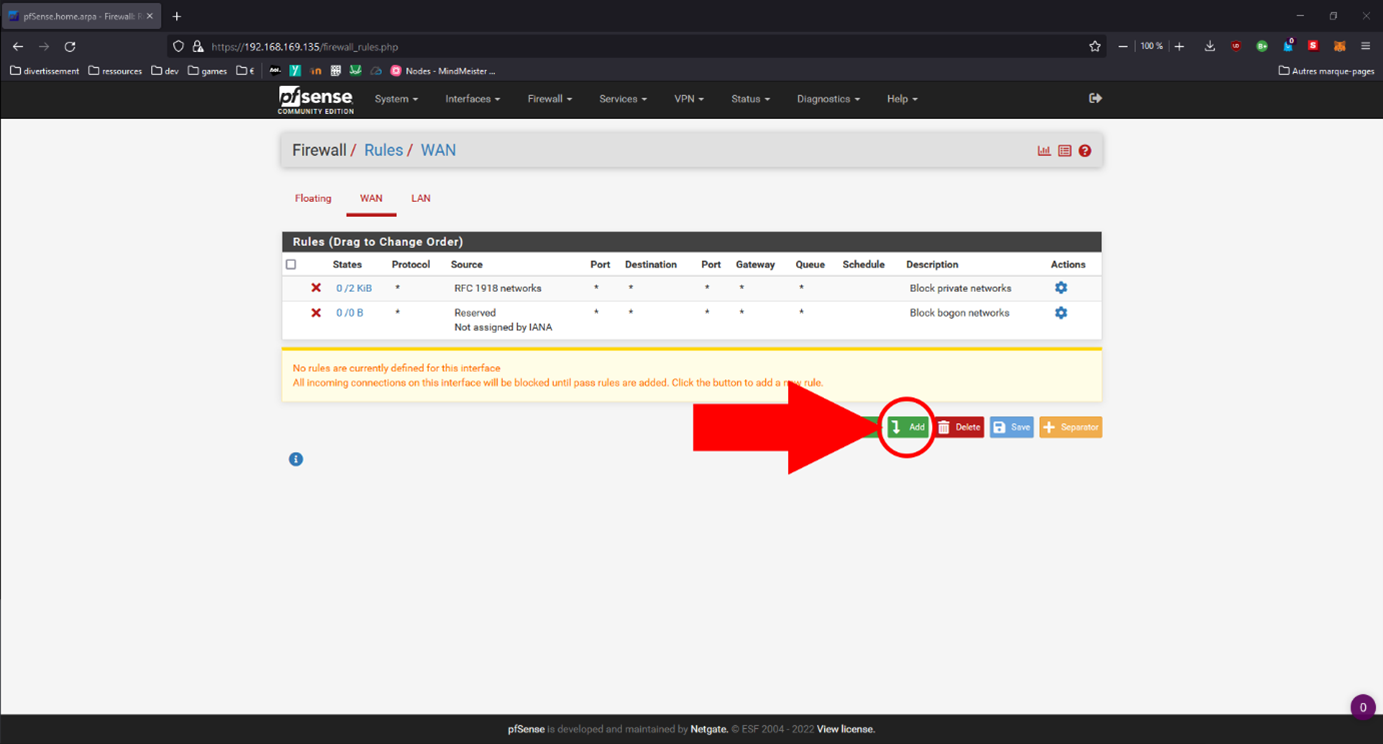 pfSense.home.arpa - Firewall: R
https://192.168.169.135/firewall_rules.php
100 %
0
divertissement ressources dev games € Nodes - MindMeister ... Autres marque-pages
pfsense
COMMUNITY EDITION
System Interfaces Firewall Services VPN Status Diagnostics Help
Firewall / Rules / WAN
Floating WAN LAN
Rules (Drag to Change Order)
States Protocol Source Port Destination Port Gateway Queue Schedule Description Actions
0 /2 KiB * RFC 1918 networks * * * * * Block private networks
0 /0 B * Reserved * * * * * Block bogon networks
Not assigned by IANA
No rules are currently defined for this interface
All incoming connections on this interface will be blocked until pass rules are added. Click the button to add a new rule.
Add Delete Save Separator
0
pfSense is developed and maintained by Netgate. © ESF 2004 - 2022 View license.